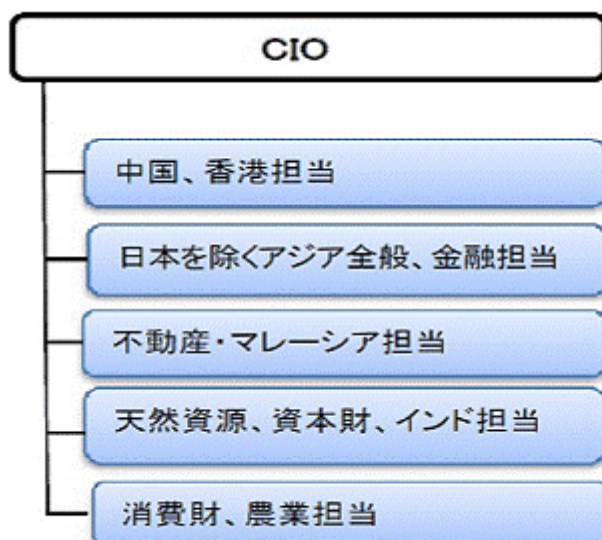 CIO
中国、香港担当
日本を除くアジア全般、金融担当
不動産・マレーシア担当
天然資源、資本財、インド担当
消費財、農業担当